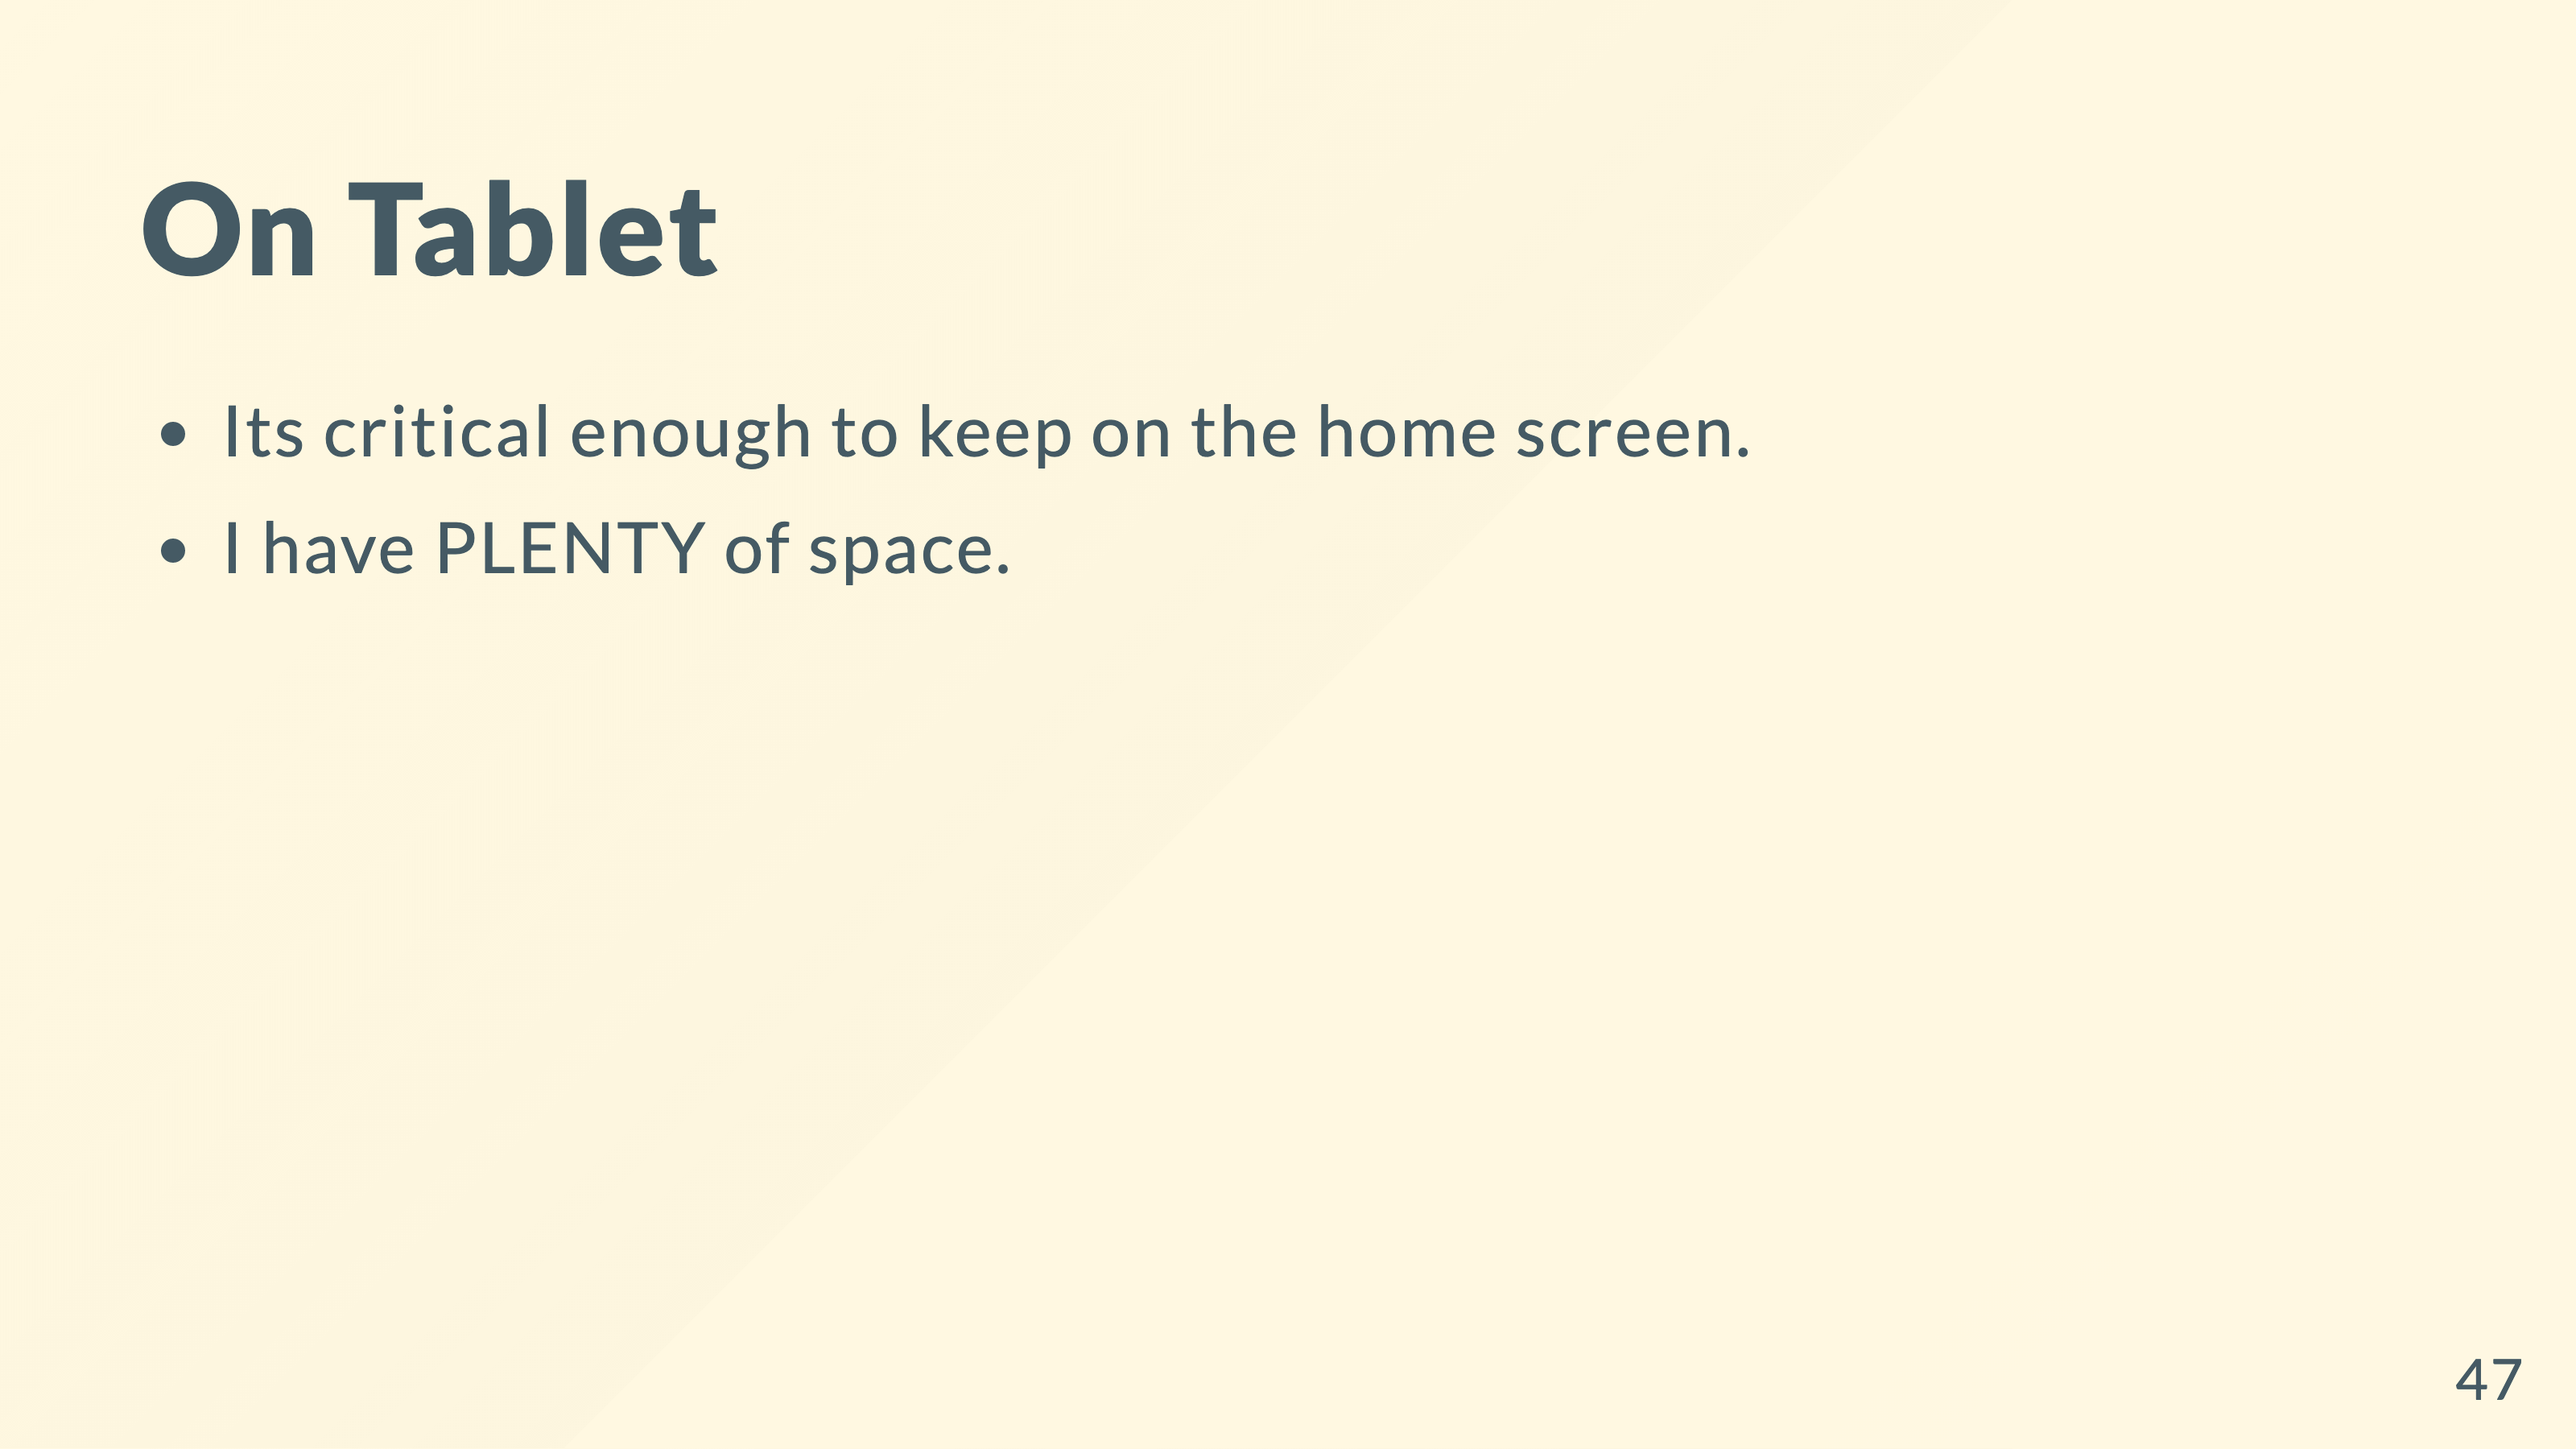 On Tablet
• Its critical enough to keep on the home screen.
• I have PLENTY of space.
47